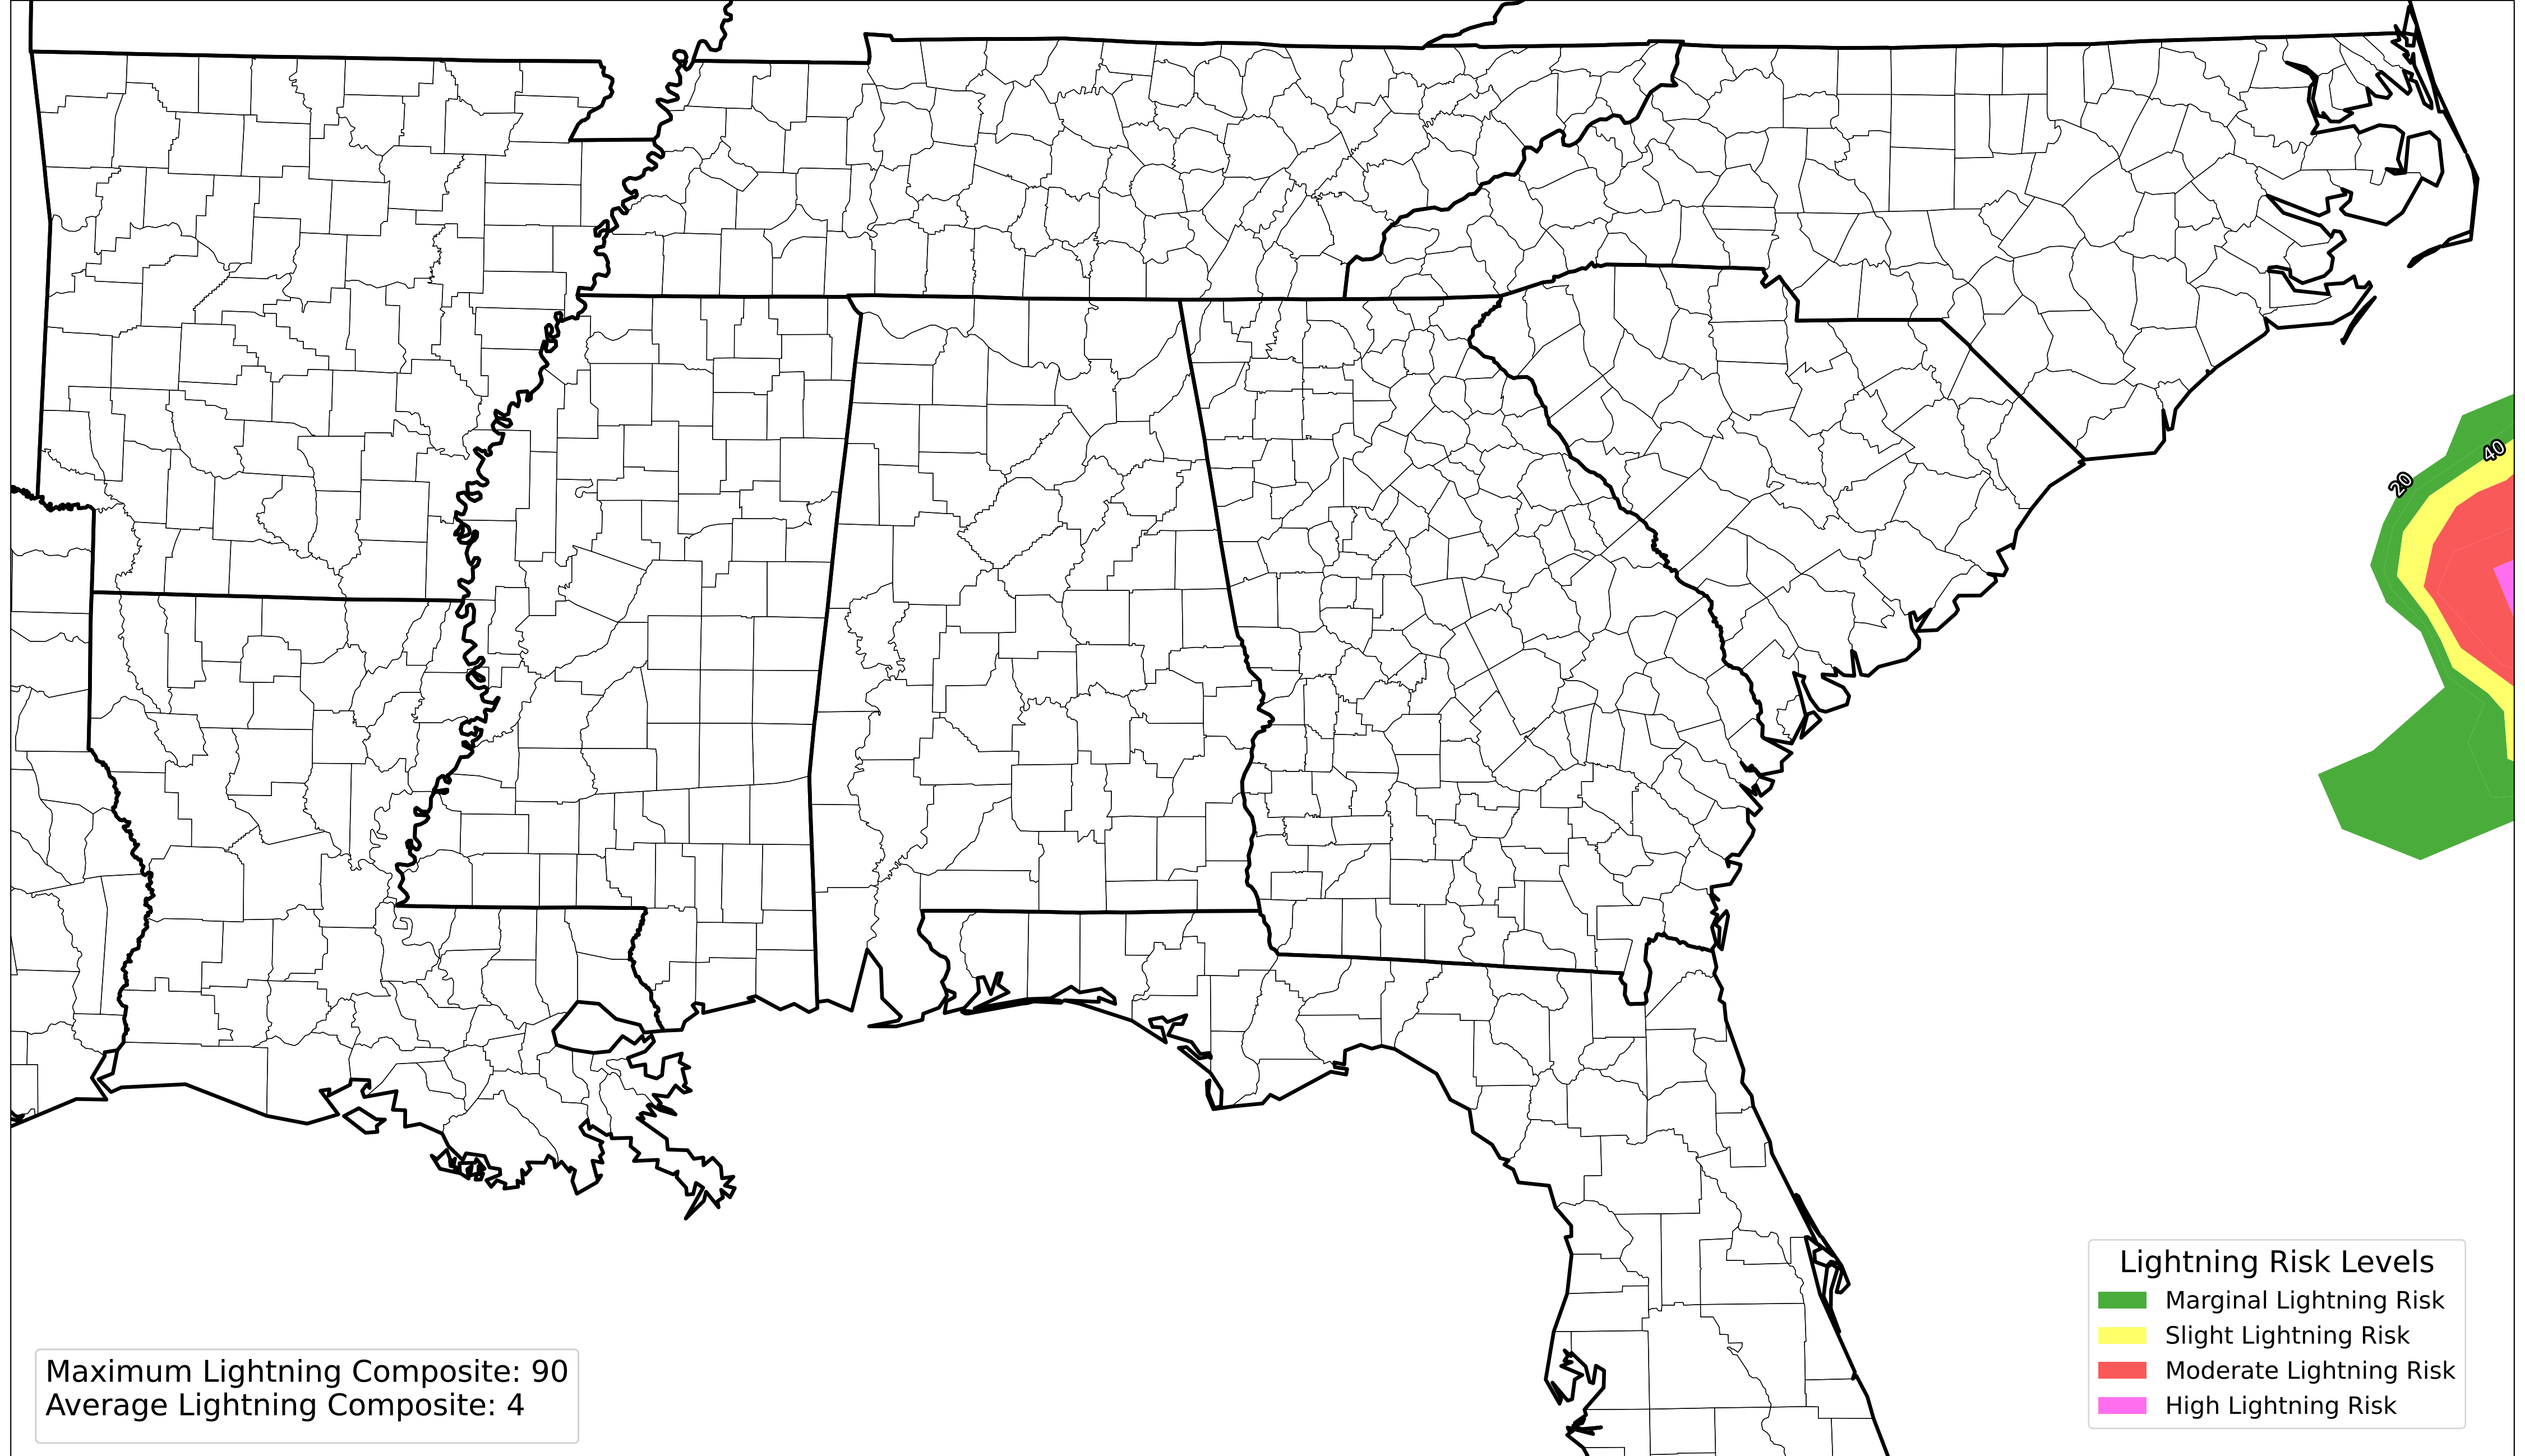 40
20
Lightning Risk Levels
Marginal Lightning Risk
Slight Lightning Risk
Moderate Lightning Risk
High Lightning Risk
Maximum Lightning Composite: 90
Average Lightning Composite: 4